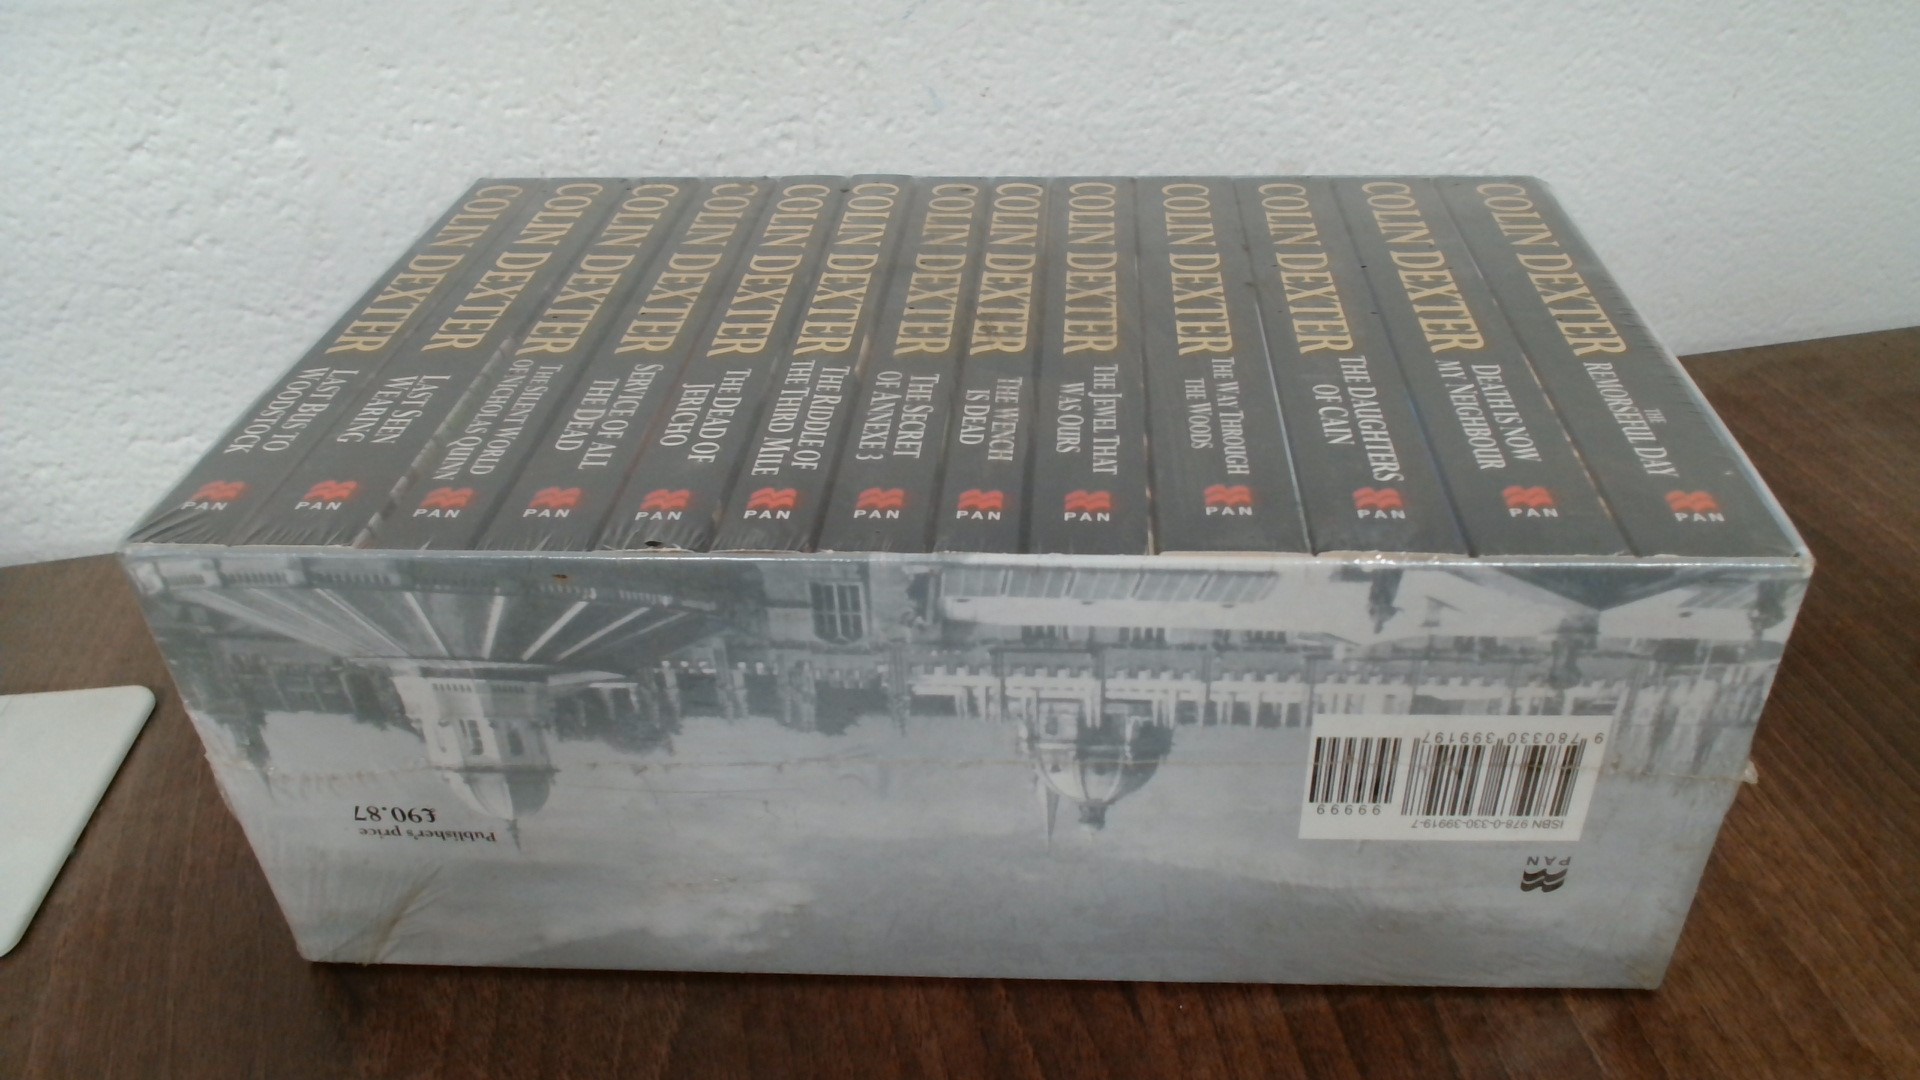 COLIN DEXTER
LAST BUS TO
WOODSTOCK
PAN
COLIN DEXTER
LAST SEEN
WEARING
PAN
COLIN DEXTER
THE SILENT WORLD
OF NICHOLAS QUINN
PAN
COLIN DEXTER
SERVICE OF ALL
THE DEAD
PAN
COLIN DEXTER
THE DEAD OF
JERICHO
PAN
COLIN DEXTER
THE RIDDLE OF
THE THIRD MILE
PAN
COLIN DEXTER
THE SECRET
OF ANNEXE 3
PAN
COLIN DEXTER
THE WENCH
IS DEAD
PAN
COLIN DEXTER
THE JEWEL THAT
WAS OURS
PAN
COLIN DEXTER
THE WAY THROUGH
THE WOODS
PAN
COLIN DEXTER
THE DAUGHTERS
OF CAIN
PAN
COLIN DEXTER
DEATH IS NOW
MY NEIGHBOUR
PAN
COLIN DEXTER
THE
REMORSEFUL DAY
PAN
PAN
ISBN 978-0-330-39919-7
99999
9 780330 399197
Publisher's price
£90.87